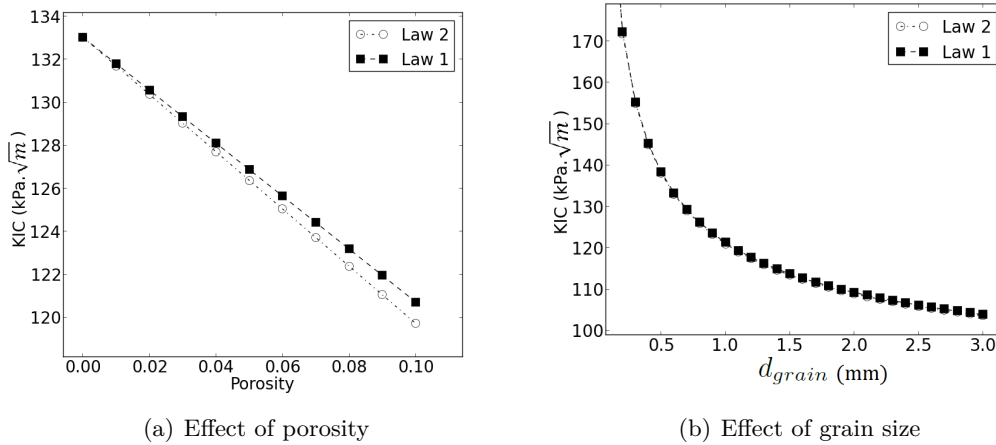 134
132
130
128
126
124
122
120
KIC (kPa.√m)
0.00 0.02 0.04 0.06 0.08 0.10
Porosity
Law 2
Law 1
(a) Effect of porosity
170
160
150
140
130
120
110
100
KIC (kPa.√m)
0.5 1.0 1.5 2.0 2.5 3.0
d_grain (mm)
Law 2
Law 1
(b) Effect of grain size